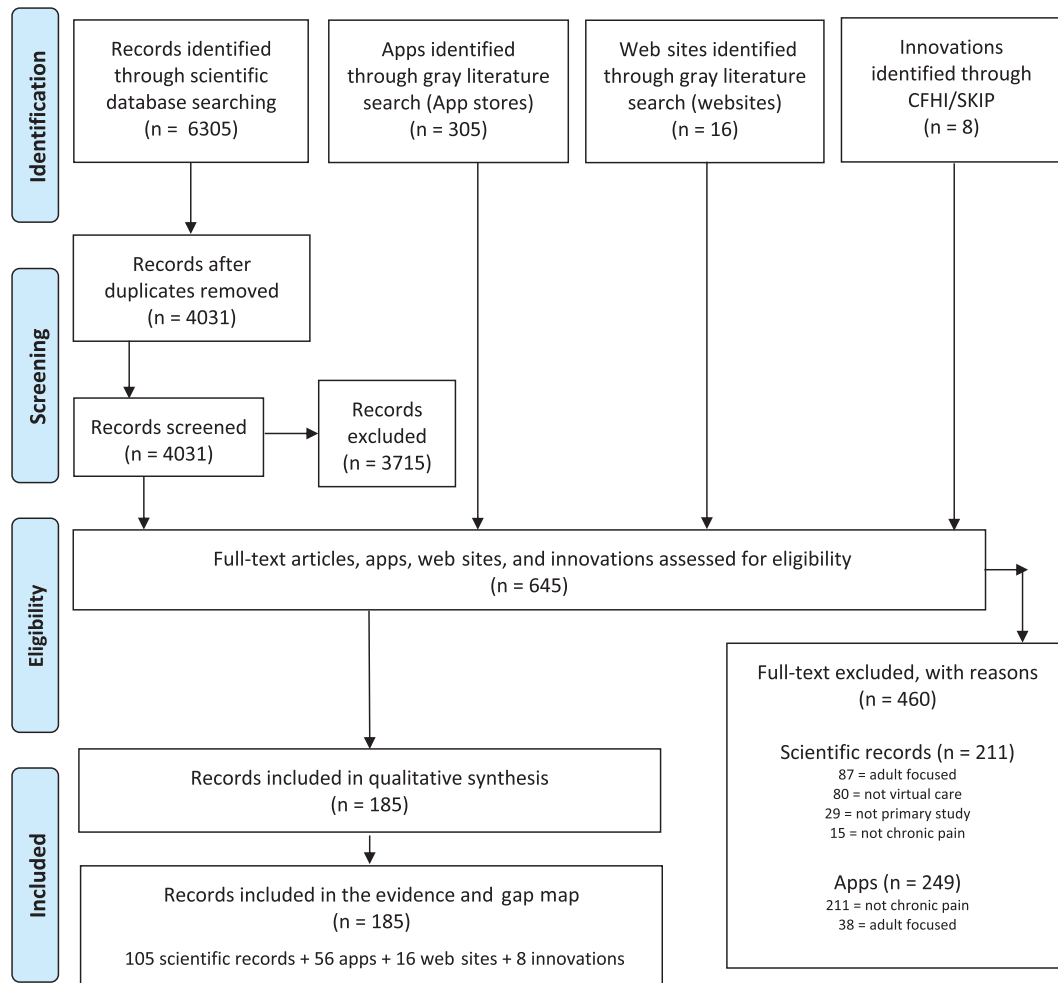 Identification
Records identified
through scientific
database searching
(n = 6305)
Apps identified
through gray literature
search (App stores)
(n = 305)
Web sites identified
through gray literature
search (websites)
(n = 16)
Innovations
identified through
CFHI/SKIP
(n = 8)
Screening
Records after
duplicates removed
(n = 4031)
Records screened
(n = 4031)
Records
excluded
(n = 3715)
Eligibility
Full-text articles, apps, web sites, and innovations assessed for eligibility
(n = 645)
Full-text excluded, with reasons
(n = 460)
Scientific records (n = 211)
87 = adult focused
80 = not virtual care
29 = not primary study
15 = not chronic pain
Apps (n = 249)
211 = not chronic pain
38 = adult focused
Included
Records included in qualitative synthesis
(n = 185)
Records included in the evidence and gap map
(n = 185)
105 scientific records + 56 apps + 16 web sites + 8 innovations